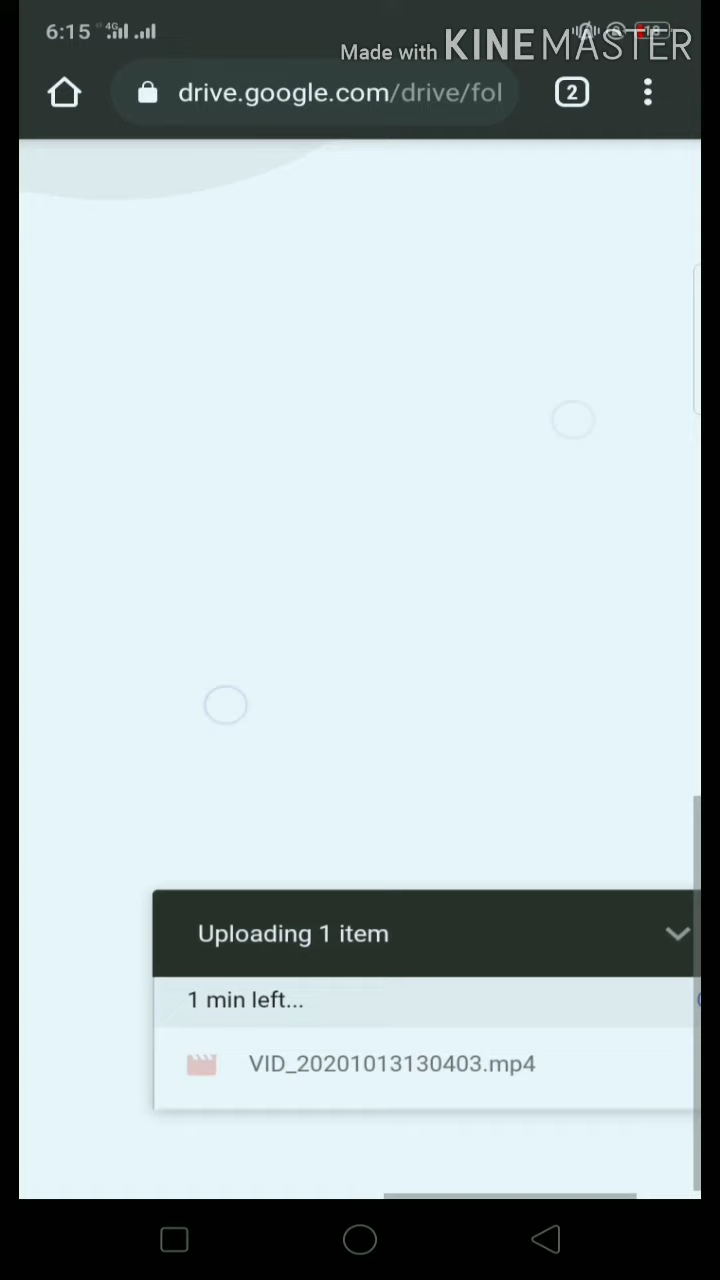 6:15 4G
Made with KINEMASTER
drive.google.com/drive/fol
2
Uploading 1 item
1 min left...
VID_20201013130403.mp4